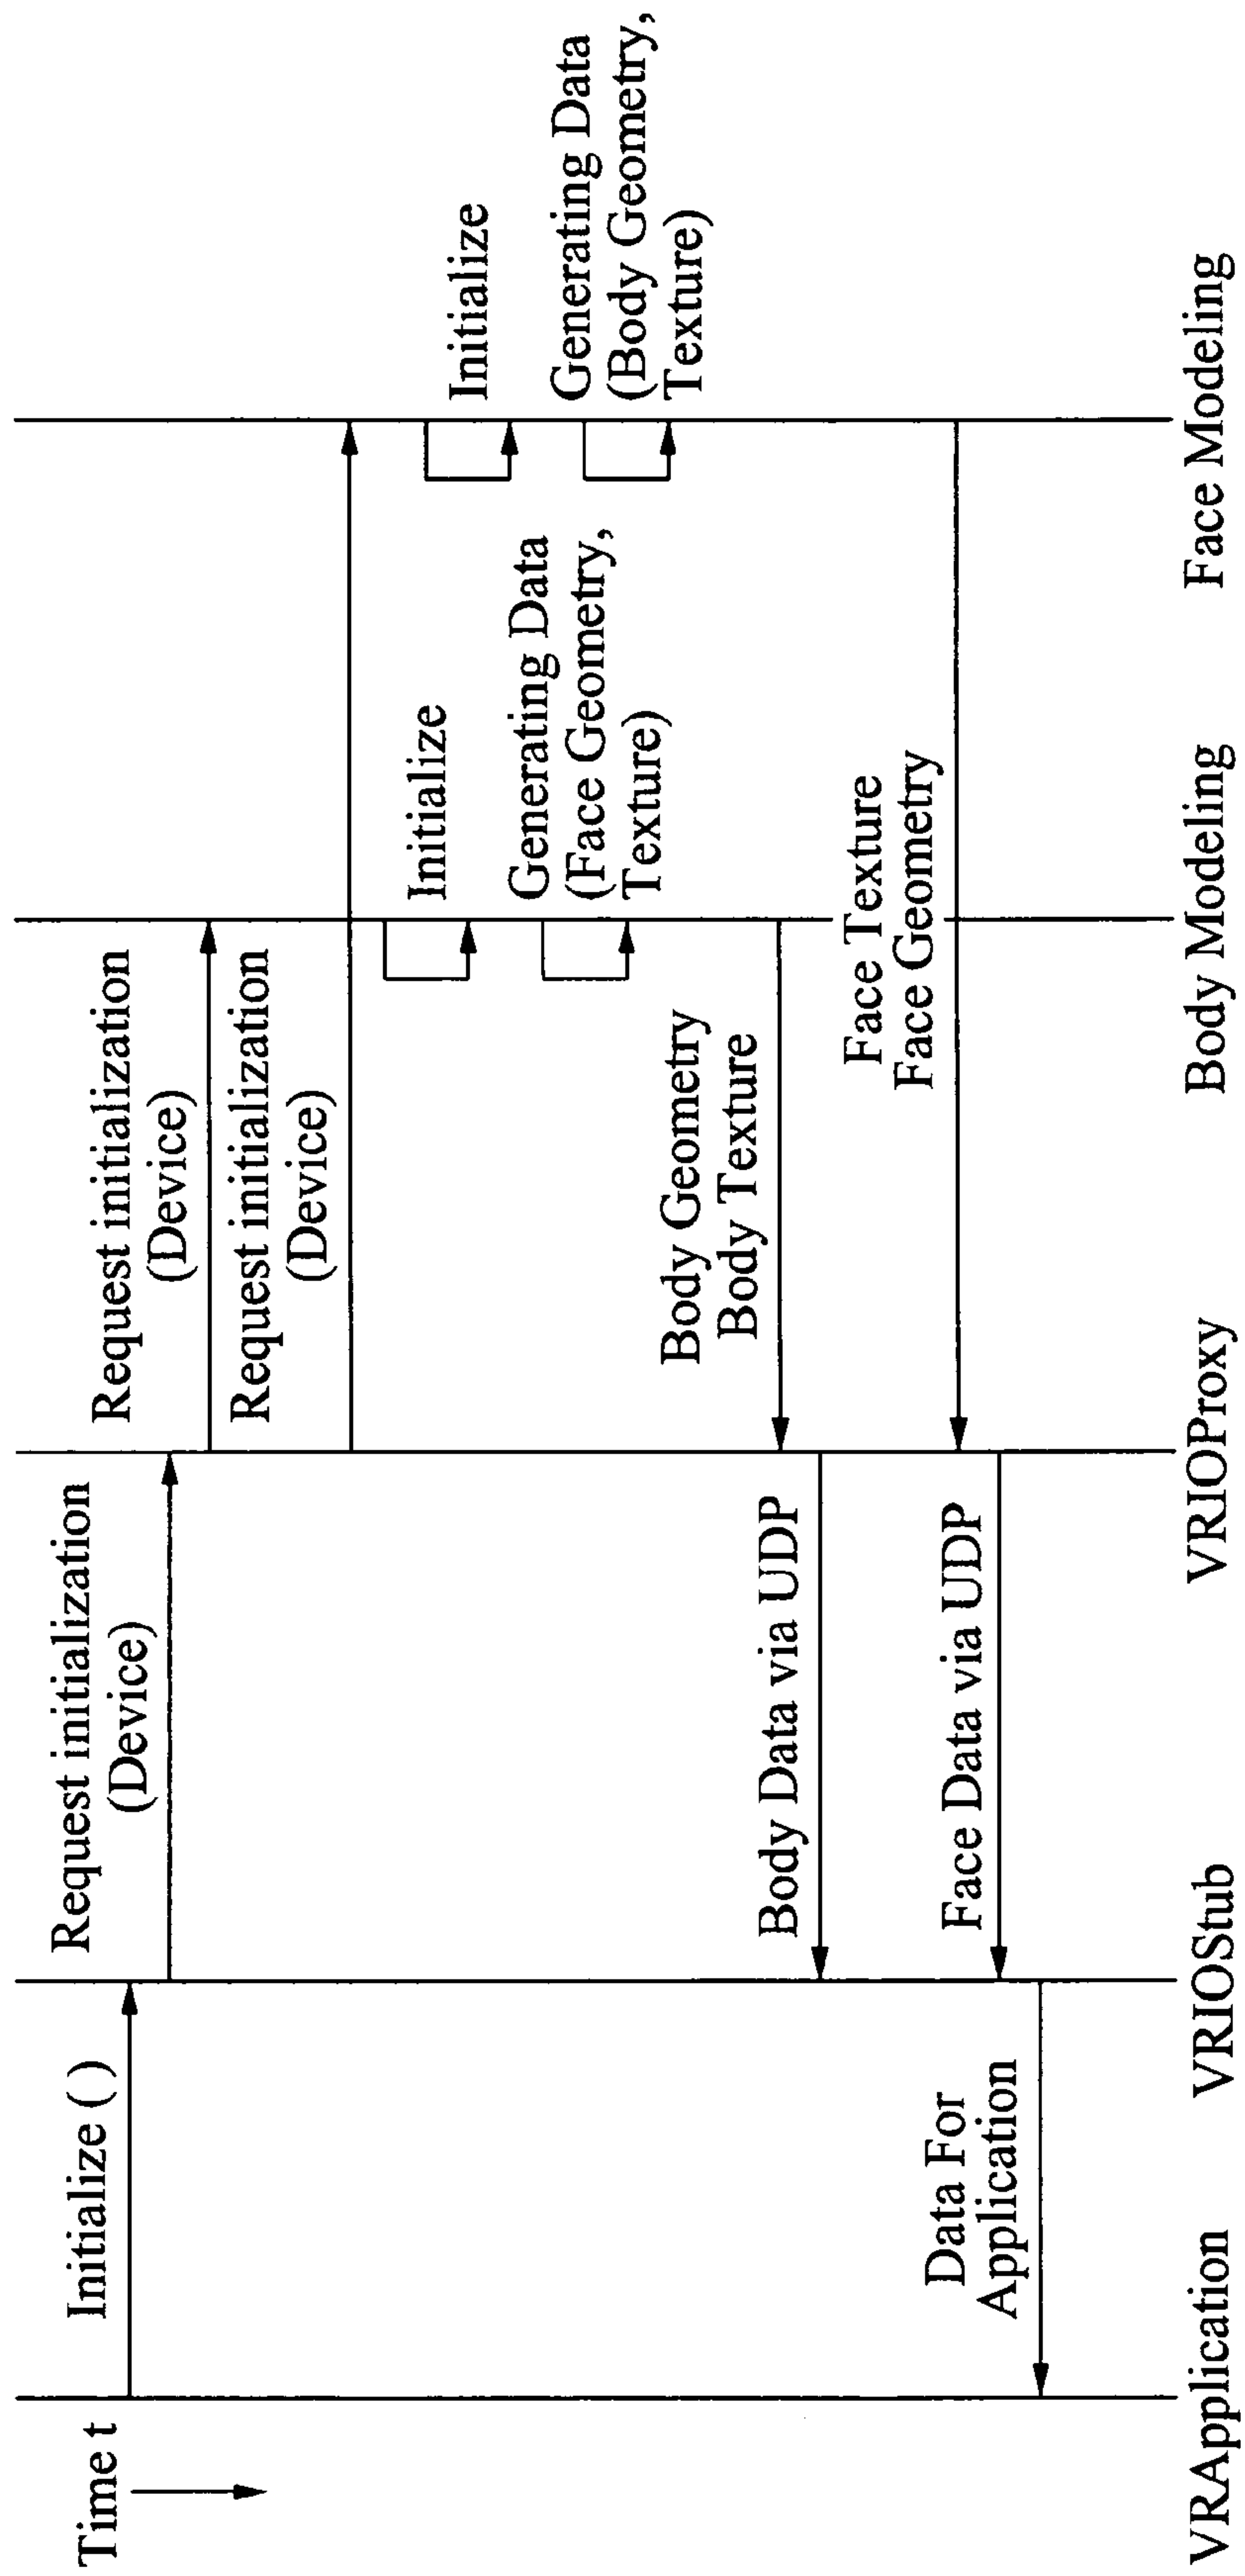 Time t
Initialize ( )
Request initialization
(Device)
Request initialization
(Device)
Request initialization
(Device)
Initialize
Generating Data
(Face Geometry,
Texture)
Initialize
Generating Data
(Body Geometry,
Texture)
Body Geometry
Body Texture
Body Data via UDP
Face Texture
Face Geometry
Face Data via UDP
Data For
Application
VRApplication
VRIOStub
VRIOProxy
Body Modeling
Face Modeling